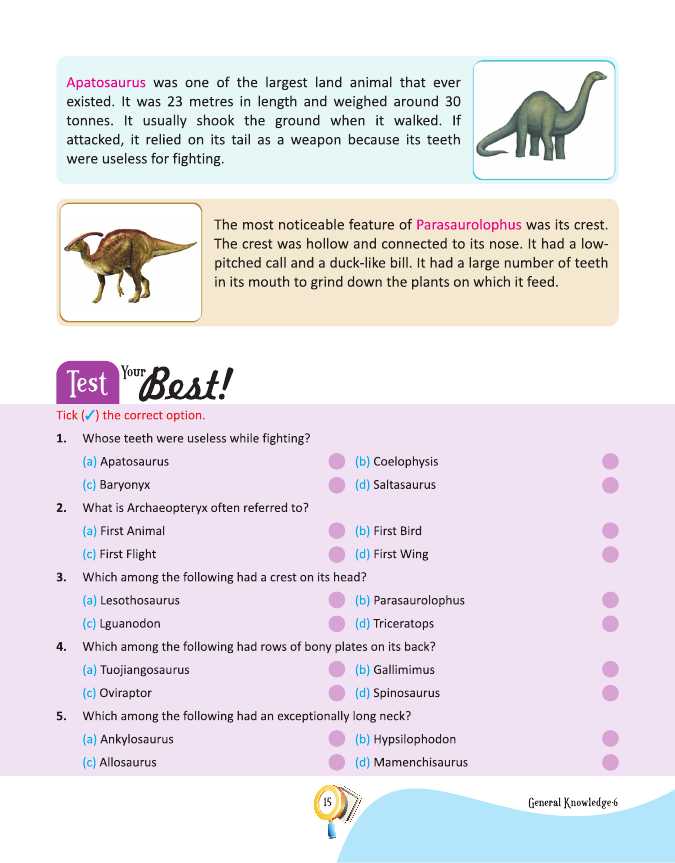 Apatosaurus was one of the largest land animal that ever
existed. It was 23 metres in length and weighed around 30
tonnes. It usually shook the ground when it walked. If
attacked, it relied on its tail as a weapon because its teeth
were useless for fighting.
The most noticeable feature of Parasaurolophus was its crest.
The crest was hollow and connected to its nose. It had a low-
pitched call and a duck-like bill. It had a large number of teeth
in its mouth to grind down the plants on which it feed.
Test Your Best!
Tick (✓) the correct option.
1. Whose teeth were useless while fighting?
(a) Apatosaurus (b) Coelophysis
(c) Baryonyx (d) Saltasaurus
2. What is Archaeopteryx often referred to?
(a) First Animal (b) First Bird
(c) First Flight (d) First Wing
3. Which among the following had a crest on its head?
(a) Lesothosaurus (b) Parasaurolophus
(c) Lguanodon (d) Triceratops
4. Which among the following had rows of bony plates on its back?
(a) Tuojiangosaurus (b) Gallimimus
(c) Oviraptor (d) Spinosaurus
5. Which among the following had an exceptionally long neck?
(a) Ankylosaurus (b) Hypsilophodon
(c) Allosaurus (d) Mamenchisaurus
15 General Knowledge-6